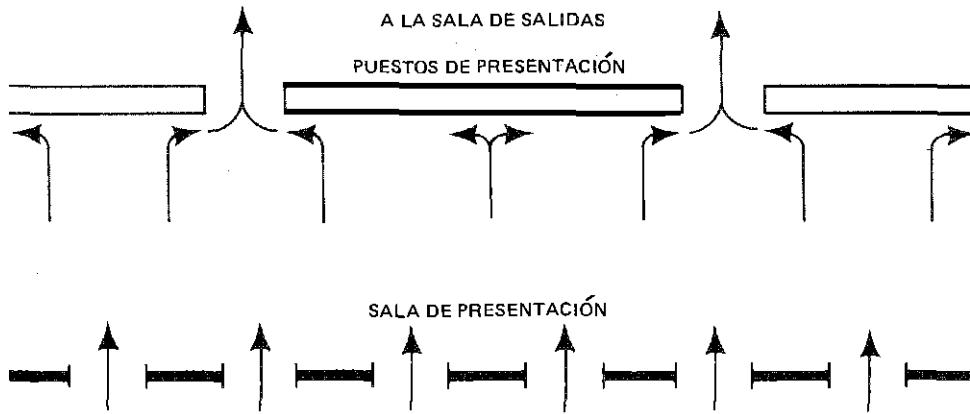 A LA SALA DE SALIDAS
PUESTOS DE PRESENTACIÓN
SALA DE PRESENTACIÓN